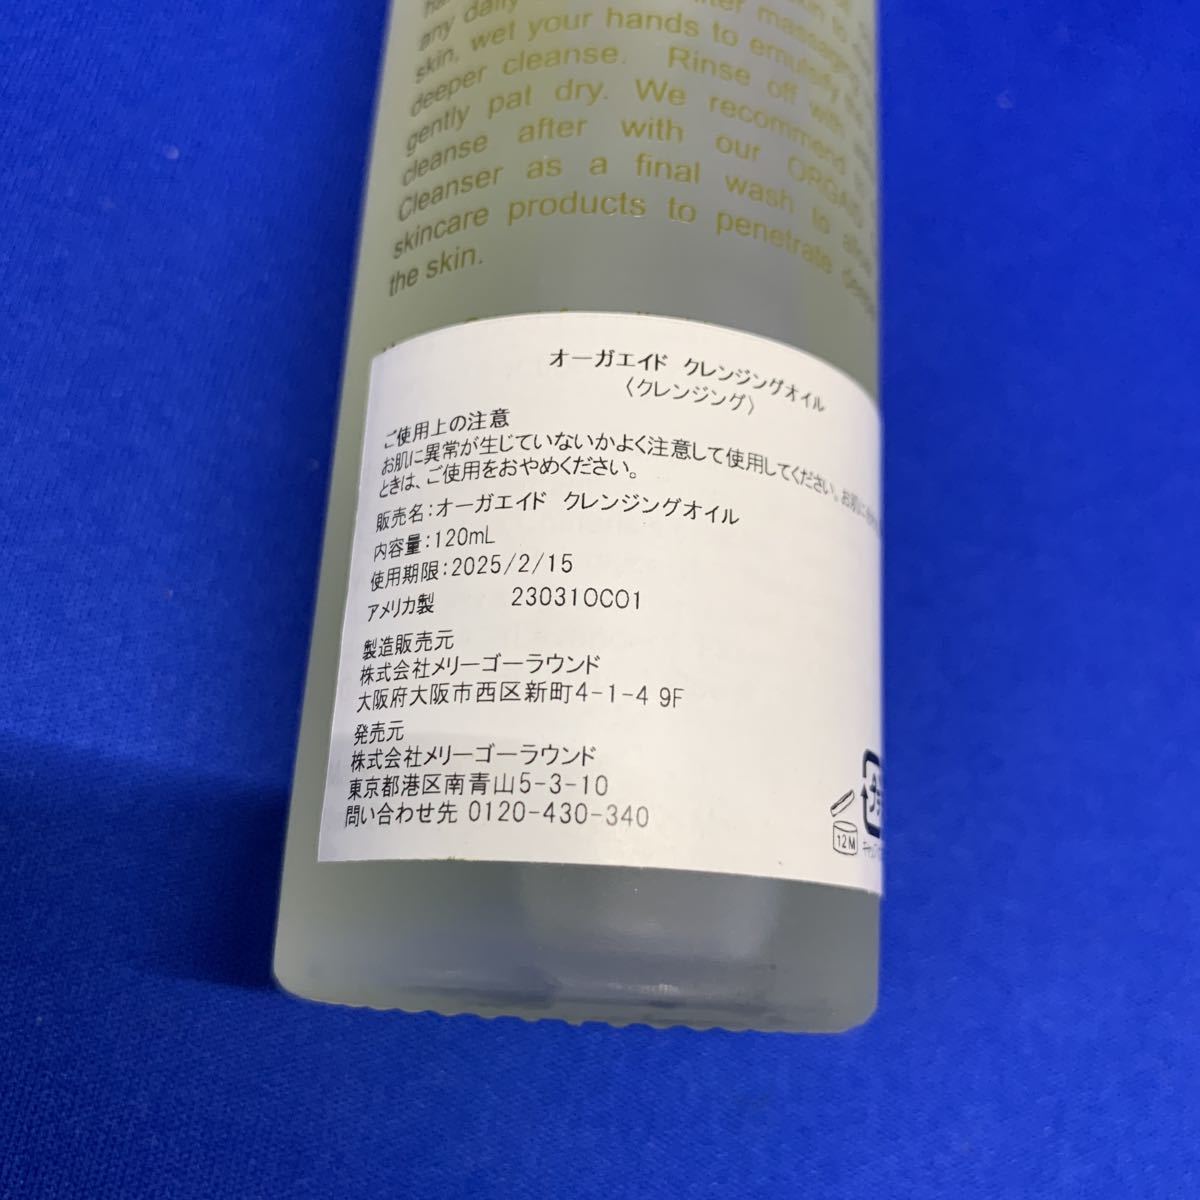 any daily
skin, wet your hands to emulsify the
deeper cleanse. Rinse off with
gently pat dry. We recommend
cleanse after with our ORGAID
Cleanser as a final wash to
skincare products to penetrate
the skin.
オーガエイド クレンジングオイル
〈クレンジング〉
ご使用上の注意
お肌に異常が生じていないかよく注意して使用してください。お肌に
ときは、ご使用をおやめください。
販売名:オーガエイド クレンジングオイル
内容量:120mL
使用期限:2025/2/15
アメリカ製 230310C01
製造販売元
株式会社メリーゴーラウンド
大阪府大阪市西区新町4-1-4 9F
発売元
株式会社メリーゴーラウンド
東京都港区南青山5-3-10
問い合わせ先 0120-430-340
12M